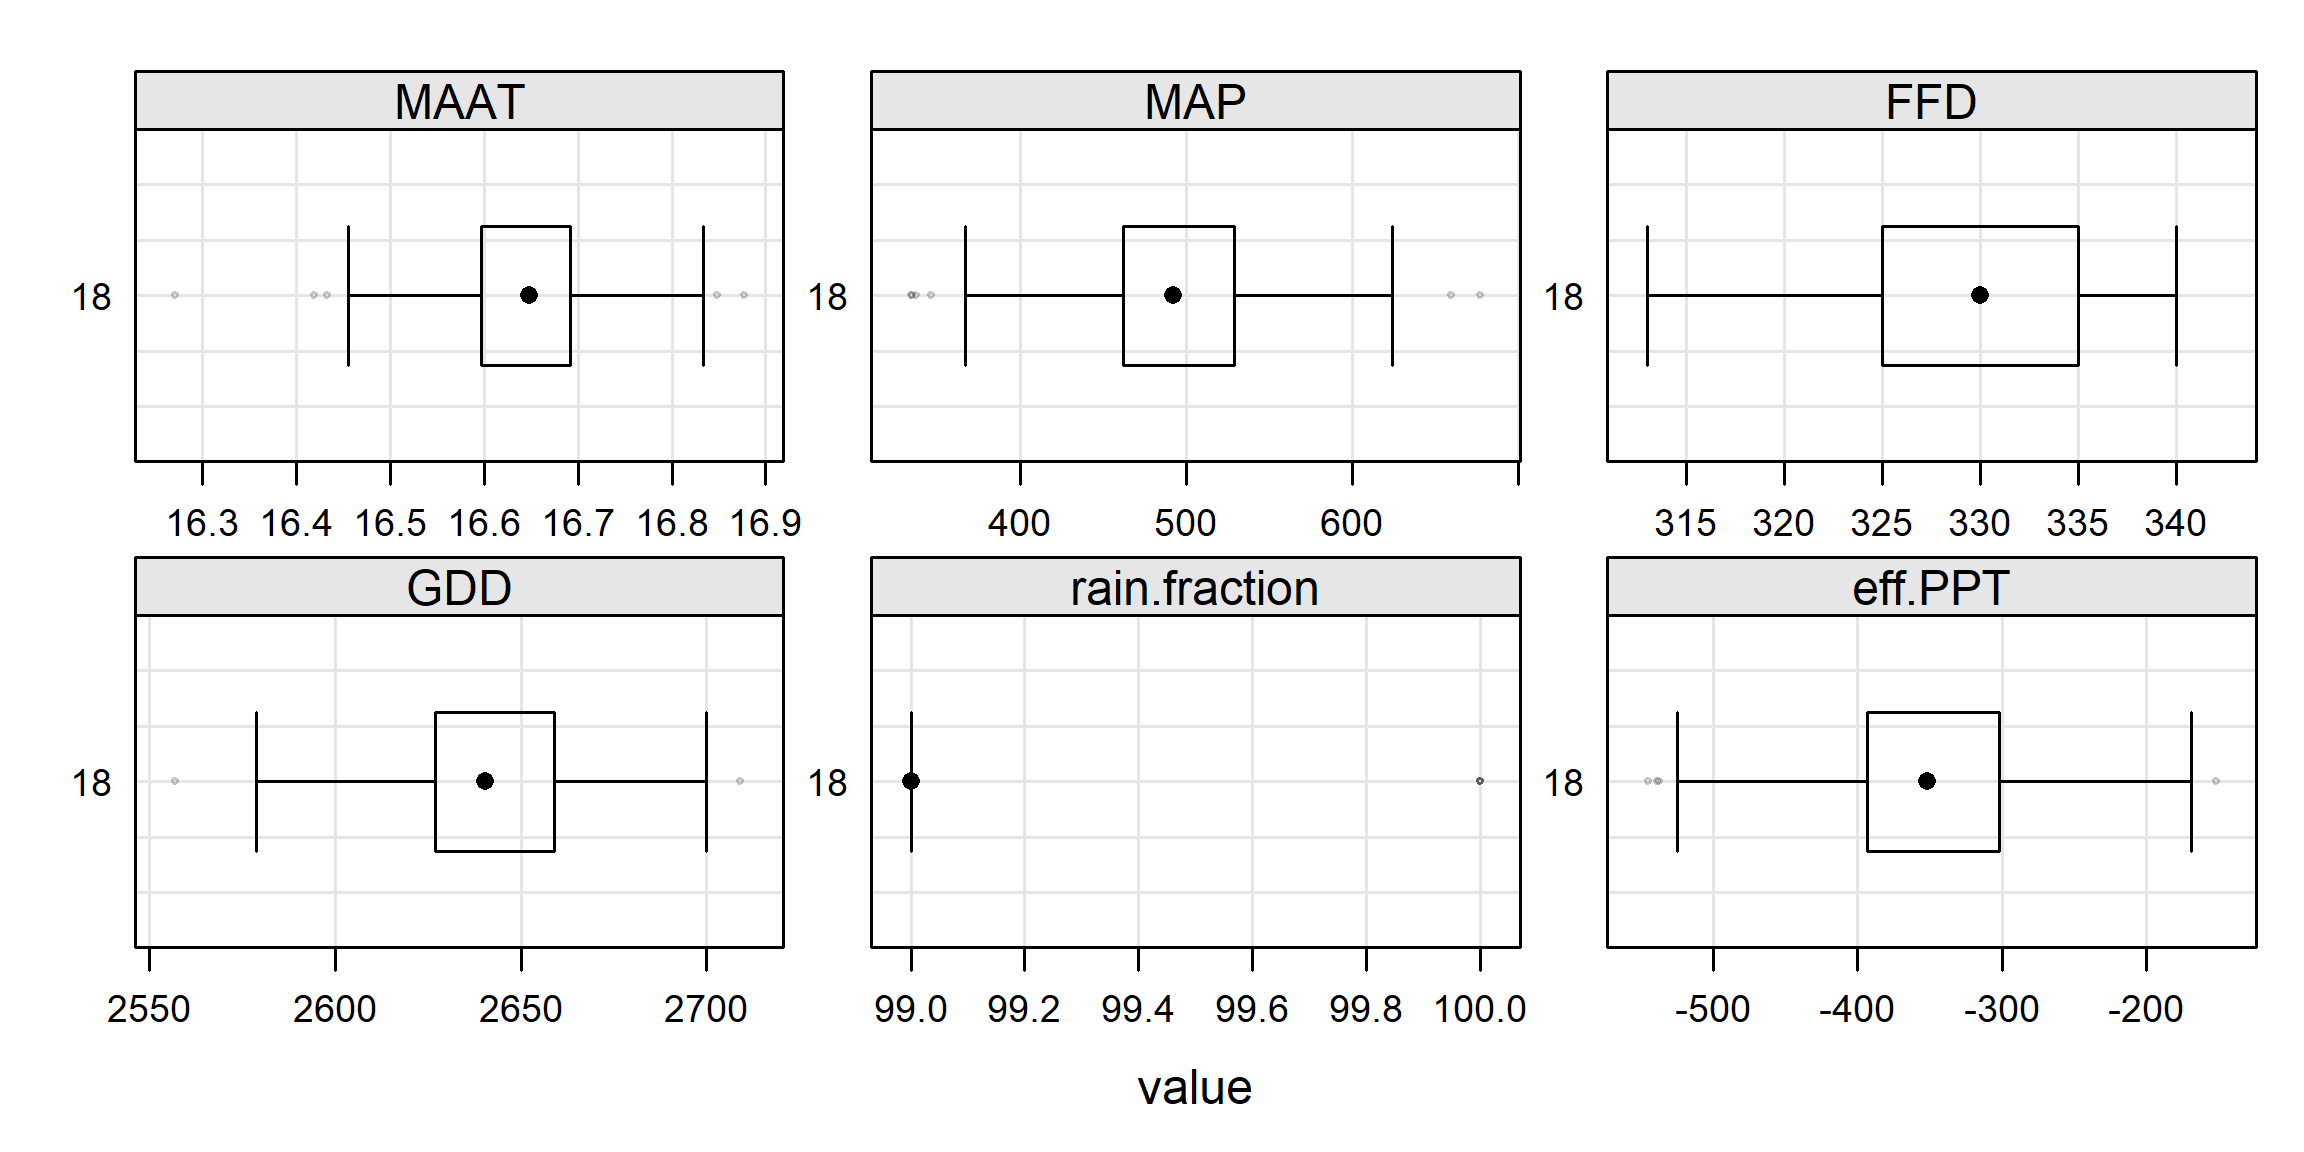 MAAT MAP FFD
18 18 18
16.3 16.4 16.5 16.6 16.7 16.8 16.9 400 500 600 315 320 325 330 335 340
GDD rain.fraction eff.PPT
18 18 18
2550 2600 2650 2700 99.0 99.2 99.4 99.6 99.8 100.0 -500 -400 -300 -200
value